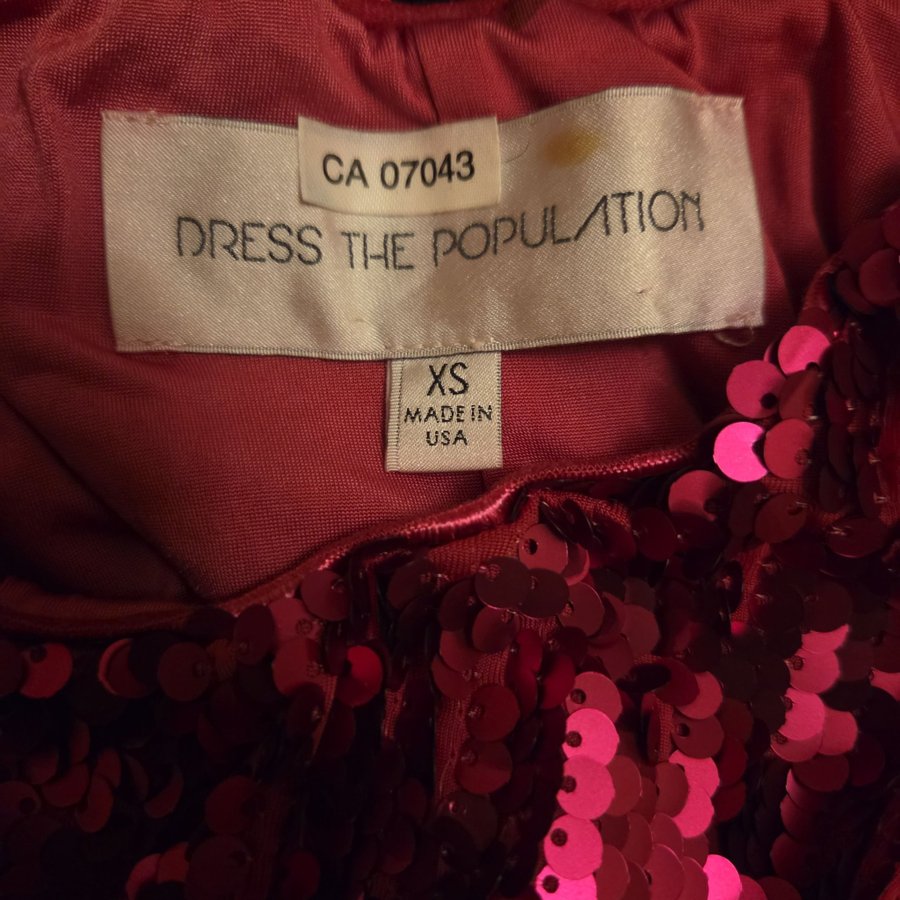 CA 07043
DRESS THE POPULATION
XS
MADE IN
USA